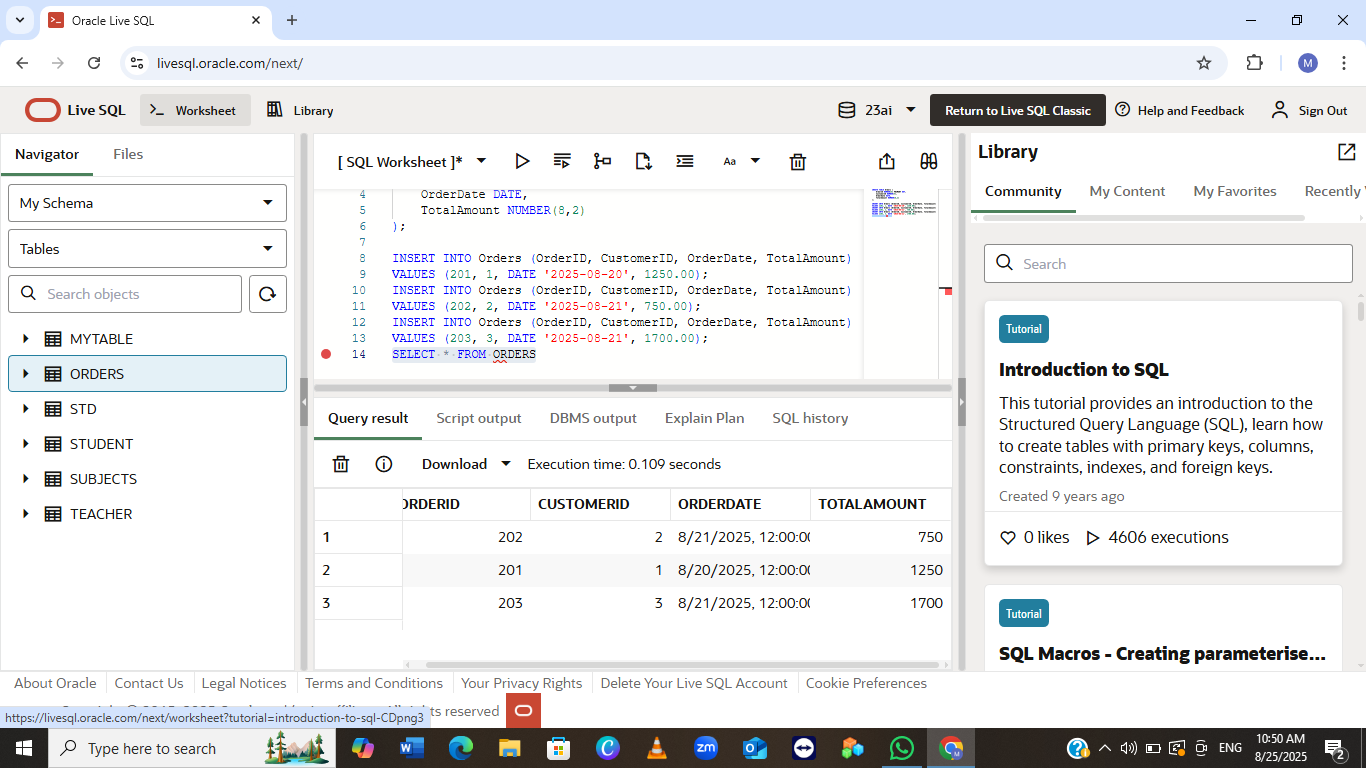 Oracle Live SQL
livesql.oracle.com/next/
M
Live SQL
Worksheet
Library
23ai
Return to Live SQL Classic
Help and Feedback
Sign Out
Navigator
Files
My Schema
Tables
Search objects
MYTABLE
ORDERS
STD
STUDENT
SUBJECTS
TEACHER
[ SQL Worksheet ]*
Aa
4 OrderDate DATE,
5 TotalAmount NUMBER(8,2)
6 );
7
8 INSERT INTO Orders (OrderID, CustomerID, OrderDate, TotalAmount)
9 VALUES (201, 1, DATE '2025-08-20', 1250.00);
10 INSERT INTO Orders (OrderID, CustomerID, OrderDate, TotalAmount)
11 VALUES (202, 2, DATE '2025-08-21', 750.00);
12 INSERT INTO Orders (OrderID, CustomerID, OrderDate, TotalAmount)
13 VALUES (203, 3, DATE '2025-08-21', 1700.00);
14 SELECT * FROM ORDERS
Query result
Script output
DBMS output
Explain Plan
SQL history
Download
Execution time: 0.109 seconds
ORDERID CUSTOMERID ORDERDATE TOTALAMOUNT
1 202 2 8/21/2025, 12:00:00 750
2 201 1 8/20/2025, 12:00:00 1250
3 203 3 8/21/2025, 12:00:00 1700
Library
Community
My Content
My Favorites
Recently
Search
Tutorial
Introduction to SQL
This tutorial provides an introduction to the
Structured Query Language (SQL), learn how
to create tables with primary keys, columns,
constraints, indexes, and foreign keys.
Created 9 years ago
0 likes
4606 executions
Tutorial
SQL Macros - Creating parameterise...
About Oracle
Contact Us
Legal Notices
Terms and Conditions
Your Privacy Rights
Delete Your Live SQL Account
Cookie Preferences
reserved
https://livesql.oracle.com/next/worksheet?tutorial=introduction-to-sql-CDpng3
Type here to search
zm
ENG
10:50 AM
8/25/2025
2